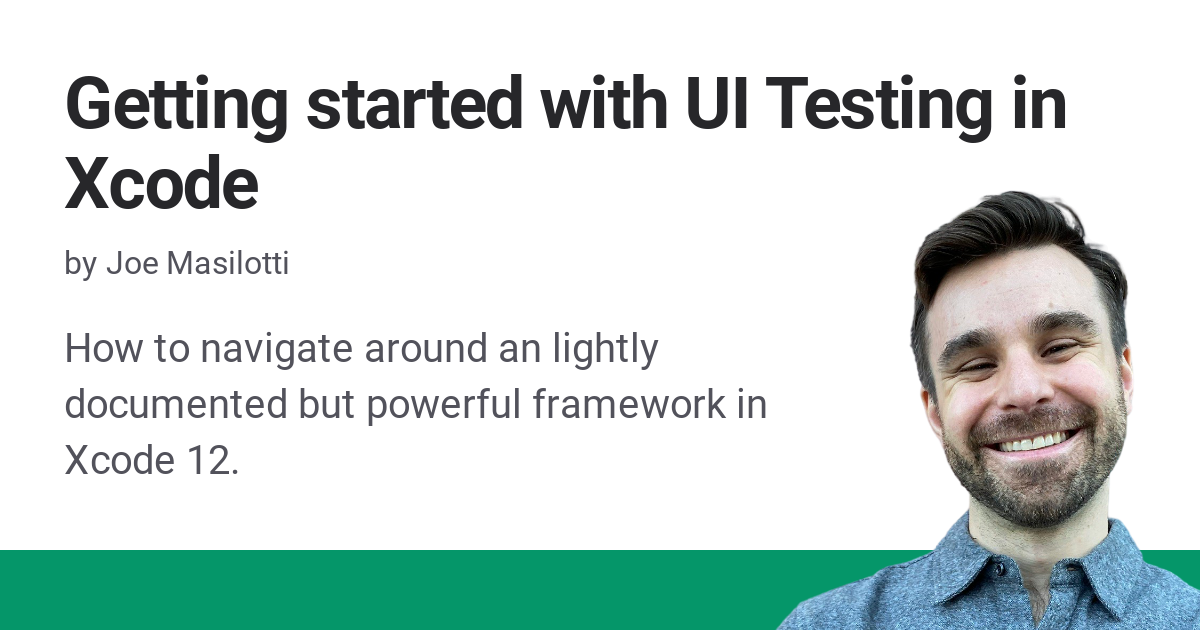 Getting started with UI Testing in
Xcode
by Joe Masilotti
How to navigate around an lightly
documented but powerful framework in
Xcode 12.